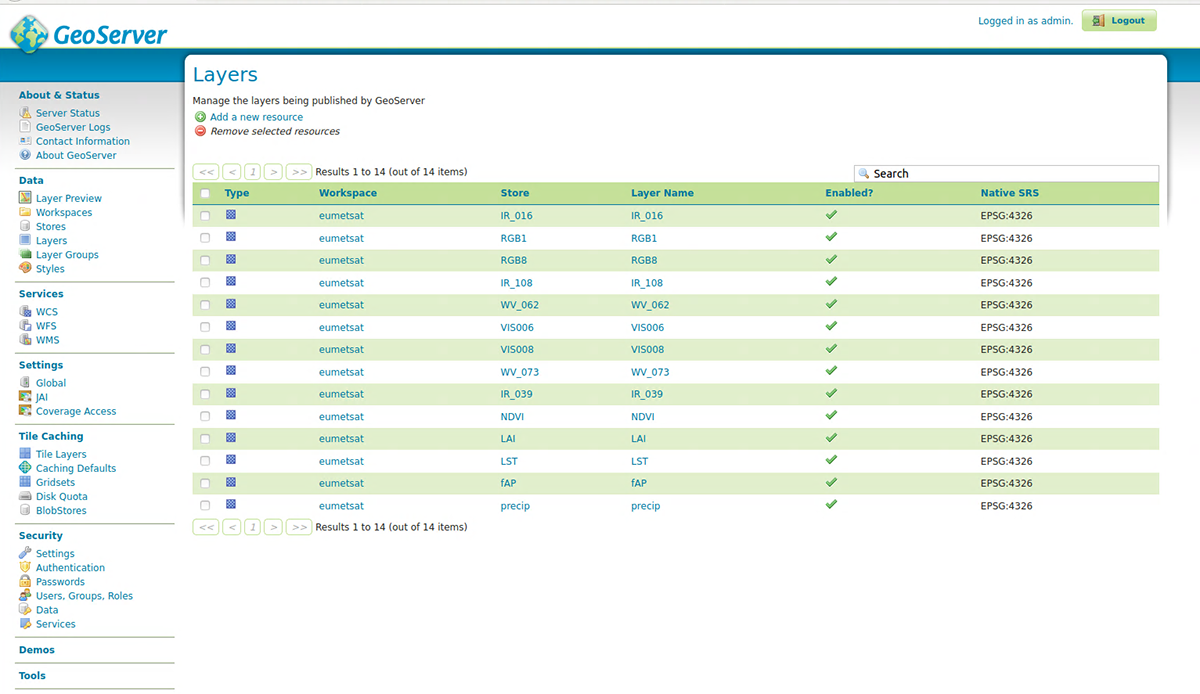 GeoServer
Logged in as admin.
Logout
About & Status
Server Status
GeoServer Logs
Contact Information
About GeoServer
Data
Layer Preview
Workspaces
Stores
Layers
Layer Groups
Styles
Services
WCS
WFS
WMS
Settings
Global
JAI
Coverage Access
Tile Caching
Tile Layers
Caching Defaults
Gridsets
Disk Quota
BlobStores
Security
Settings
Authentication
Passwords
Users, Groups, Roles
Data
Services
Demos
Tools
Layers
Manage the layers being published by GeoServer
Add a new resource
Remove selected resources
<< < 1 > >> Results 1 to 14 (out of 14 items)
Search
Type Workspace Store Layer Name Enabled? Native SRS
eumetsat IR_016 IR_016 EPSG:4326
eumetsat RGB1 RGB1 EPSG:4326
eumetsat RGB8 RGB8 EPSG:4326
eumetsat IR_108 IR_108 EPSG:4326
eumetsat WV_062 WV_062 EPSG:4326
eumetsat VIS006 VIS006 EPSG:4326
eumetsat VIS008 VIS008 EPSG:4326
eumetsat WV_073 WV_073 EPSG:4326
eumetsat IR_039 IR_039 EPSG:4326
eumetsat NDVI NDVI EPSG:4326
eumetsat LAI LAI EPSG:4326
eumetsat LST LST EPSG:4326
eumetsat fAP fAP EPSG:4326
eumetsat precip precip EPSG:4326
<< < 1 > >> Results 1 to 14 (out of 14 items)